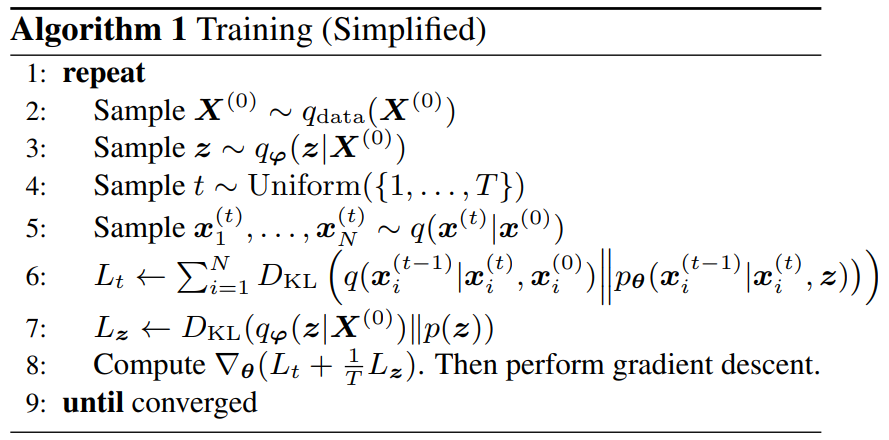 Algorithm 1 Training (Simplified)
1: repeat
2: Sample $\boldsymbol{X}^{(0)} \sim q_{\text{data}}(\boldsymbol{X}^{(0)})$
3: Sample $\boldsymbol{z} \sim q_{\boldsymbol{\varphi}}(\boldsymbol{z}|\boldsymbol{X}^{(0)})$
4: Sample $t \sim \text{Uniform}(\{1, \ldots, T\})$
5: Sample $\boldsymbol{x}_1^{(t)}, \ldots, \boldsymbol{x}_N^{(t)} \sim q(\boldsymbol{x}^{(t)}|\boldsymbol{x}^{(0)})$
6: $L_t \leftarrow \sum_{i=1}^{N} D_{\text{KL}} \left( q(\boldsymbol{x}_i^{(t-1)}|\boldsymbol{x}_i^{(t)}, \boldsymbol{x}_i^{(0)}) \middle\| p_{\boldsymbol{\theta}}(\boldsymbol{x}_i^{(t-1)}|\boldsymbol{x}_i^{(t)}, \boldsymbol{z})) \right)$
7: $L_{\boldsymbol{z}} \leftarrow D_{\text{KL}}(q_{\boldsymbol{\varphi}}(\boldsymbol{z}|\boldsymbol{X}^{(0)}) \| p(\boldsymbol{z}))$
8: Compute $\nabla_{\boldsymbol{\theta}}(L_t + \frac{1}{T} L_{\boldsymbol{z}})$. Then perform gradient descent.
9: until converged